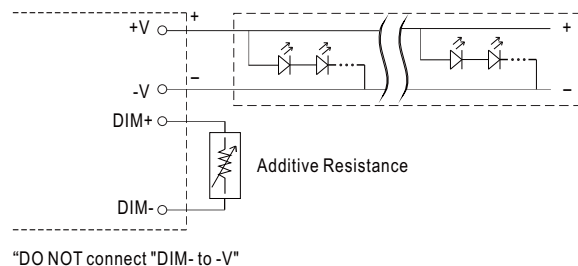 +V
+
+
-V
−
−
DIM+
Additive Resistance
DIM-
“DO NOT connect "DIM- to -V"